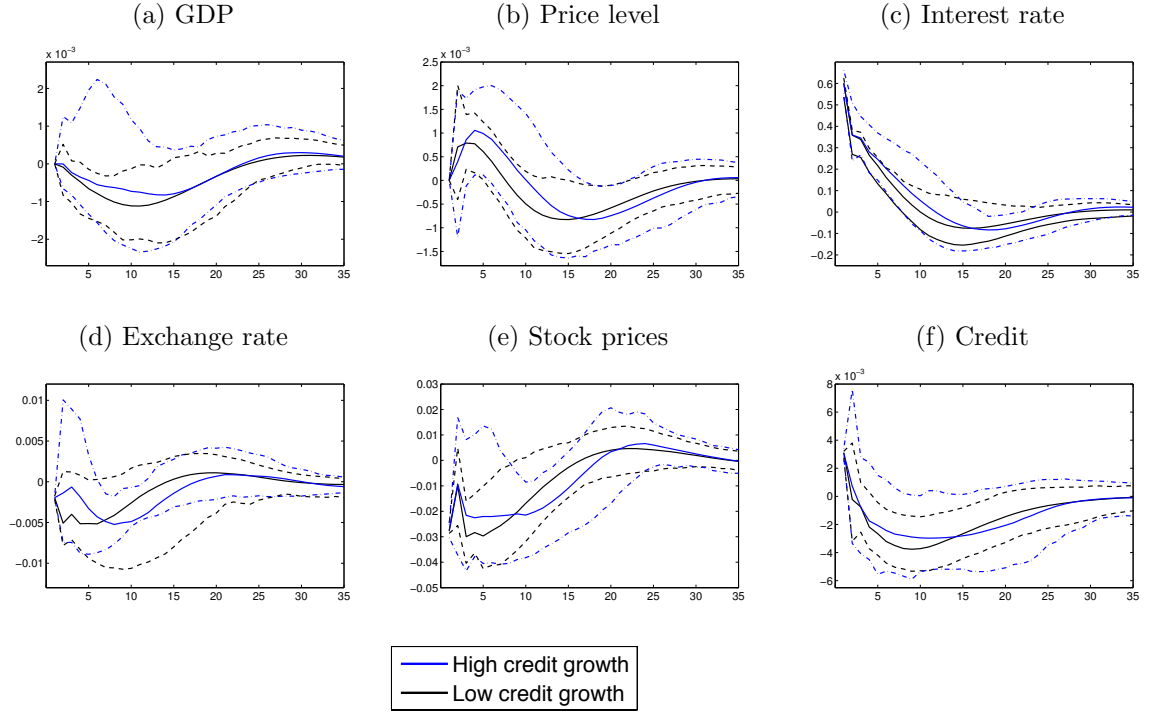 (a) GDP
(b) Price level
(c) Interest rate
x 10⁻³
2
1
0
−1
−2
5 10 15 20 25 30 35
x 10⁻³
2.5
2
1.5
1
0.5
0
−0.5
−1
−1.5
5 10 15 20 25 30 35
0.6
0.5
0.4
0.3
0.2
0.1
0
−0.1
−0.2
5 10 15 20 25 30 35
(d) Exchange rate
(e) Stock prices
(f) Credit
0.01
0.005
0
−0.005
−0.01
5 10 15 20 25 30 35
0.03
0.02
0.01
0
−0.01
−0.02
−0.03
−0.04
−0.05
5 10 15 20 25 30 35
x 10⁻³
8
6
4
2
0
−2
−4
−6
5 10 15 20 25 30 35
High credit growth
Low credit growth